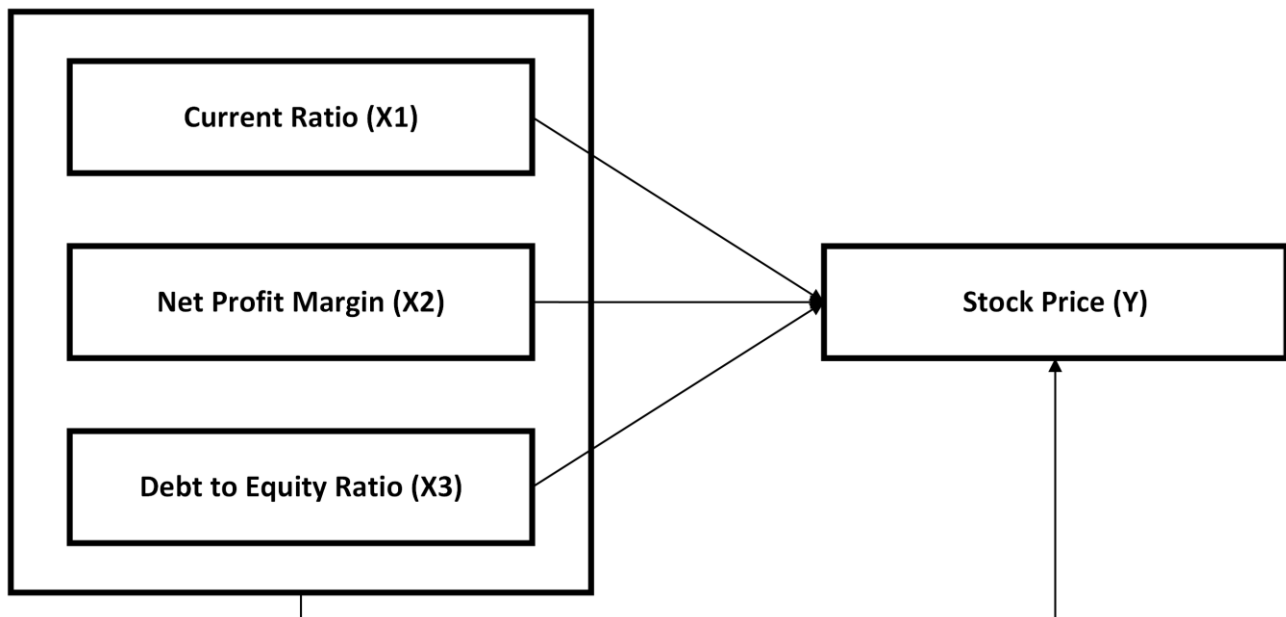 Current Ratio (X1)
Net Profit Margin (X2)
Stock Price (Y)
Debt to Equity Ratio (X3)